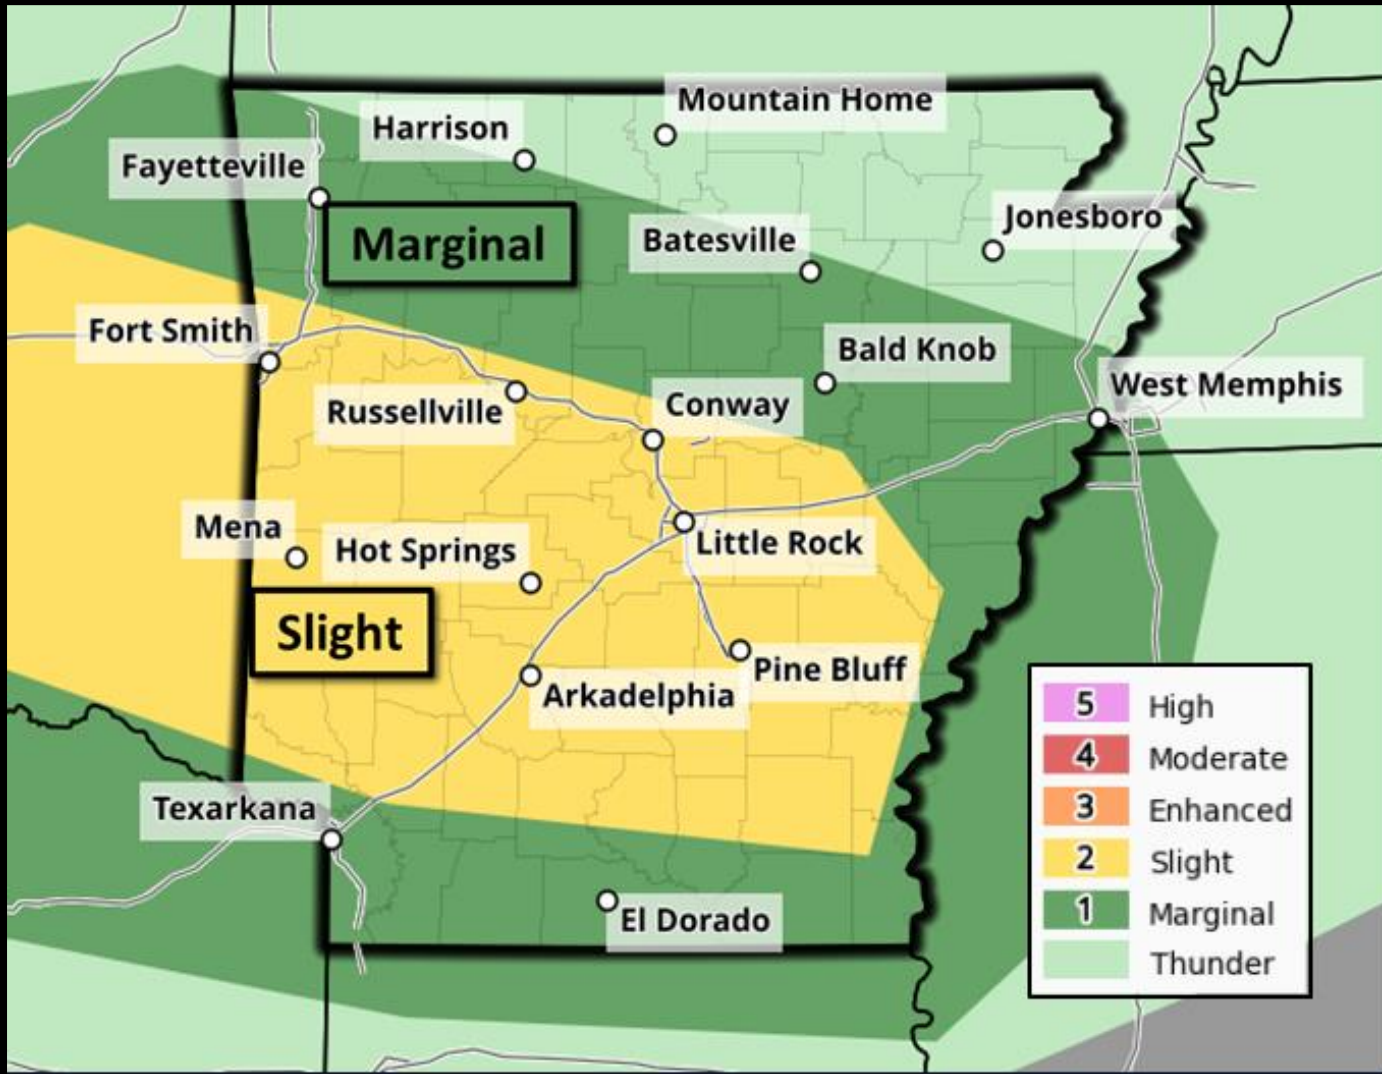 Mountain Home
Harrison
Fayetteville
Jonesboro
Marginal
Batesville
Fort Smith
Bald Knob
West Memphis
Russellville
Conway
Mena
Hot Springs
Little Rock
Slight
Pine Bluff
Arkadelphia
Texarkana
El Dorado
5 High
4 Moderate
3 Enhanced
2 Slight
1 Marginal
Thunder